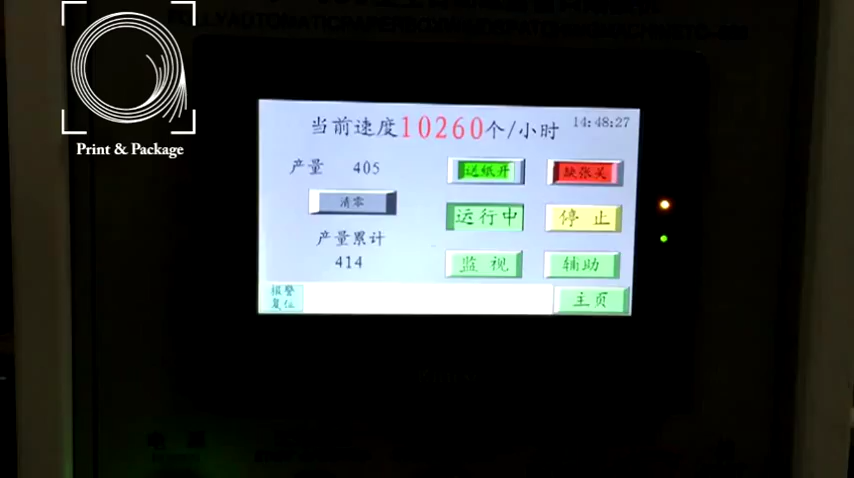 Print & Package
当前速度10260个/小时
14:48:27
产量 405
送纸开
缺张关
清零
运行中
停止
产量累计
414
监视
辅助
报警
复位
主页